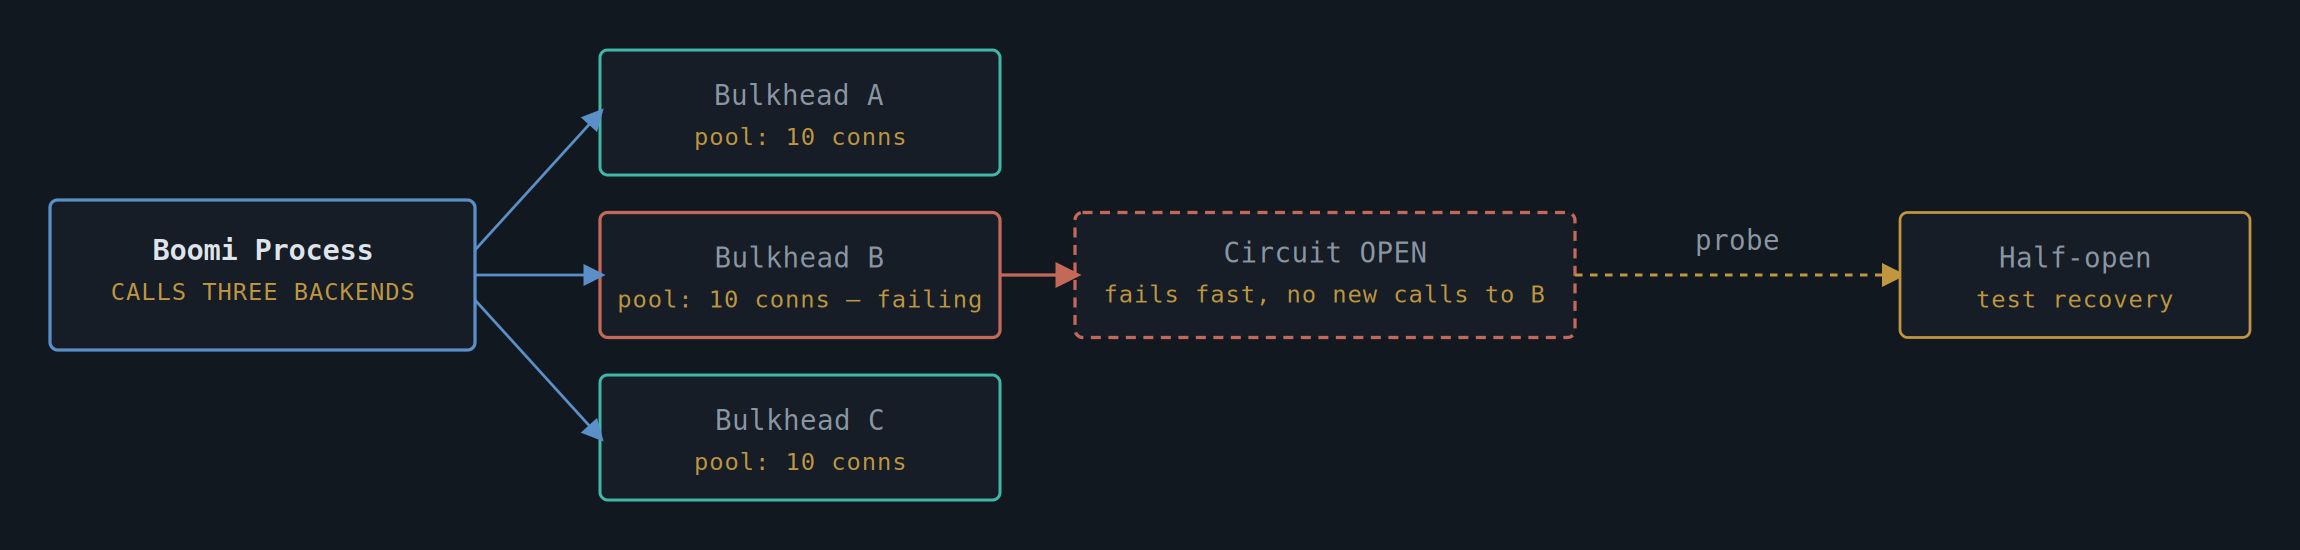 Boomi Process
CALLS THREE BACKENDS
Bulkhead A
pool: 10 conns
Bulkhead B
pool: 10 conns — failing
Bulkhead C
pool: 10 conns
Circuit OPEN
fails fast, no new calls to B
probe
Half-open
test recovery